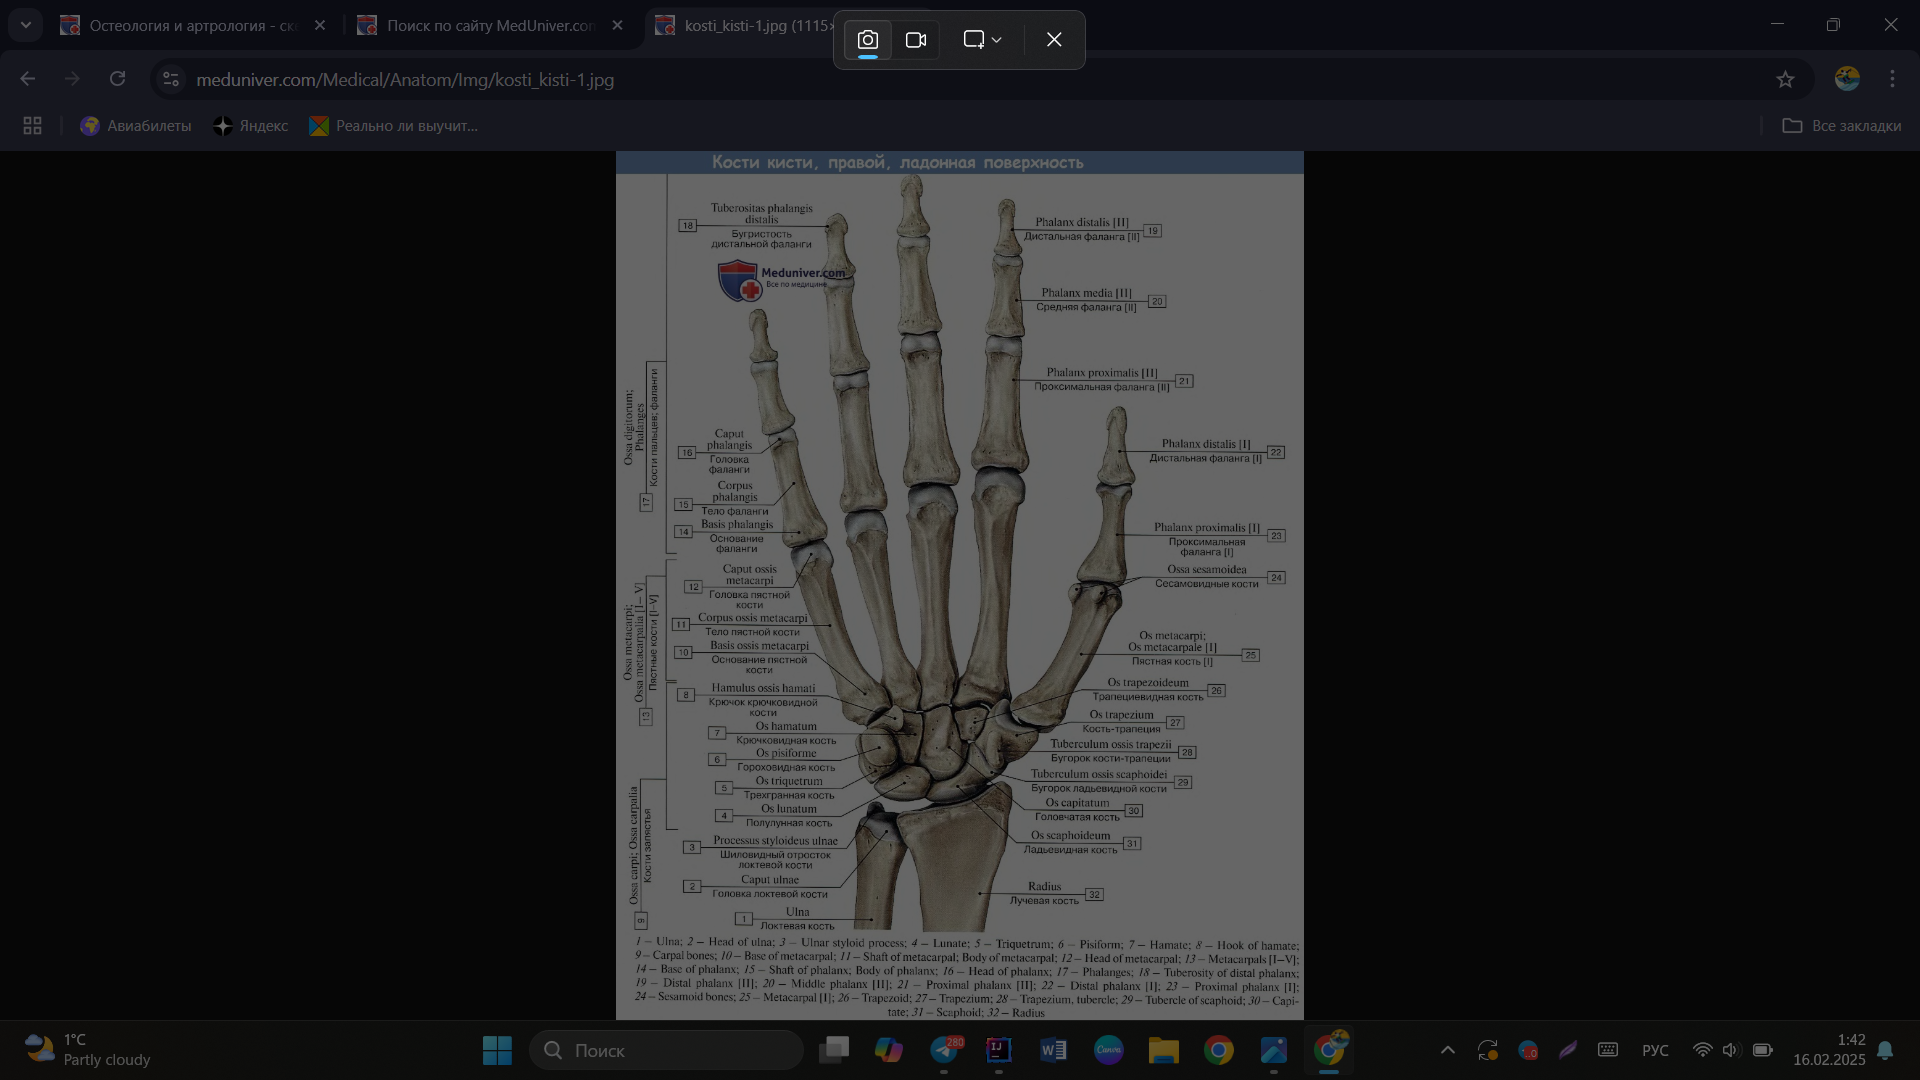 Остеология и артрология - ске
Поиск по сайту MedUniver.com
kosti_kisti-1.jpg (1115×
meduniver.com/Medical/Anatom/Img/kosti_kisti-1.jpg
Авиабилеты
Яндекс
Реально ли выучит...
Все закладки
Кости кисти, правой, ладонная поверхность
Tuberositas phalangis
distalis
18
Бугристость
дистальной фаланги
Meduniver.com
Все по медицине
Phalanx distalis [II]
19
Дистальная фаланга [II]
Phalanx media [II]
20
Средняя фаланга [II]
Phalanx proximalis [II]
21
Проксимальная фаланга [II]
Phalanx distalis [I]
22
Дистальная фаланга [I]
Phalanx proximalis [I]
23
Проксимальная
фаланга [I]
Ossa sesamoidea
24
Сесамовидные кости
Os metacarpi;
Os metacarpale [I]
25
Пястная кость [I]
Os trapezoideum
26
Трапециевидная кость
Os trapezium
27
Кость-трапеция
Tuberculum ossis trapezii
28
Бугорок кости-трапеции
Tuberculum ossis scaphoidei
29
Бугорок ладьевидной кости
Os capitatum
30
Головчатая кость
Os scaphoideum
31
Ладьевидная кость
Radius
32
Лучевая кость
Ossa digitorum;
Phalanges
Кости пальцев; фаланги
17
Caput
phalangis
16
Головка
фаланги
Corpus
phalangis
15
Тело фаланги
Basis phalangis
14
Основание
фаланги
Ossa metacarpi;
Ossa metacarpalia [I–V]
Пястные кости [I–V]
13
Caput ossis
metacarpi
12
Головка пястной
кости
Corpus ossis metacarpi
11
Тело пястной кости
Basis ossis metacarpi
10
Основание пястной
кости
Ossa carpi; Ossa carpalia
Кости запястья
9
Hamulus ossis hamati
8
Крючок крючковидной
кости
Os hamatum
7
Крючковидная кость
Os pisiforme
6
Гороховидная кость
Os triquetrum
5
Трехгранная кость
Os lunatum
4
Полулунная кость
Processus styloideus ulnae
3
Шиловидный отросток
локтевой кости
Caput ulnae
2
Головка локтевой кости
Ulna
1
Локтевая кость
1 – Ulna; 2 – Head of ulna; 3 – Ulnar styloid process; 4 – Lunate; 5 – Triquetrum; 6 – Pisiform; 7 – Hamate; 8 – Hook of hamate;
9 – Carpal bones; 10 – Base of metacarpal; 11 – Shaft of metacarpal; Body of metacarpal; 12 – Head of metacarpal; 13 – Metacarpals [I–V];
14 – Base of phalanx; 15 – Shaft of phalanx; Body of phalanx; 16 – Head of phalanx; 17 – Phalanges; 18 – Tuberosity of distal phalanx;
19 – Distal phalanx [II]; 20 – Middle phalanx [II]; 21 – Proximal phalanx [II]; 22 – Distal phalanx [I]; 23 – Proximal phalanx [I];
24 – Sesamoid bones; 25 – Metacarpal [I]; 26 – Trapezoid; 27 – Trapezium; 28 – Trapezium, tubercle; 29 – Tubercle of scaphoid; 30 – Capi-
tate; 31 – Scaphoid; 32 – Radius
1°C
Partly cloudy
Поиск
280
IJ
Canva
РУС
1:42
16.02.2025